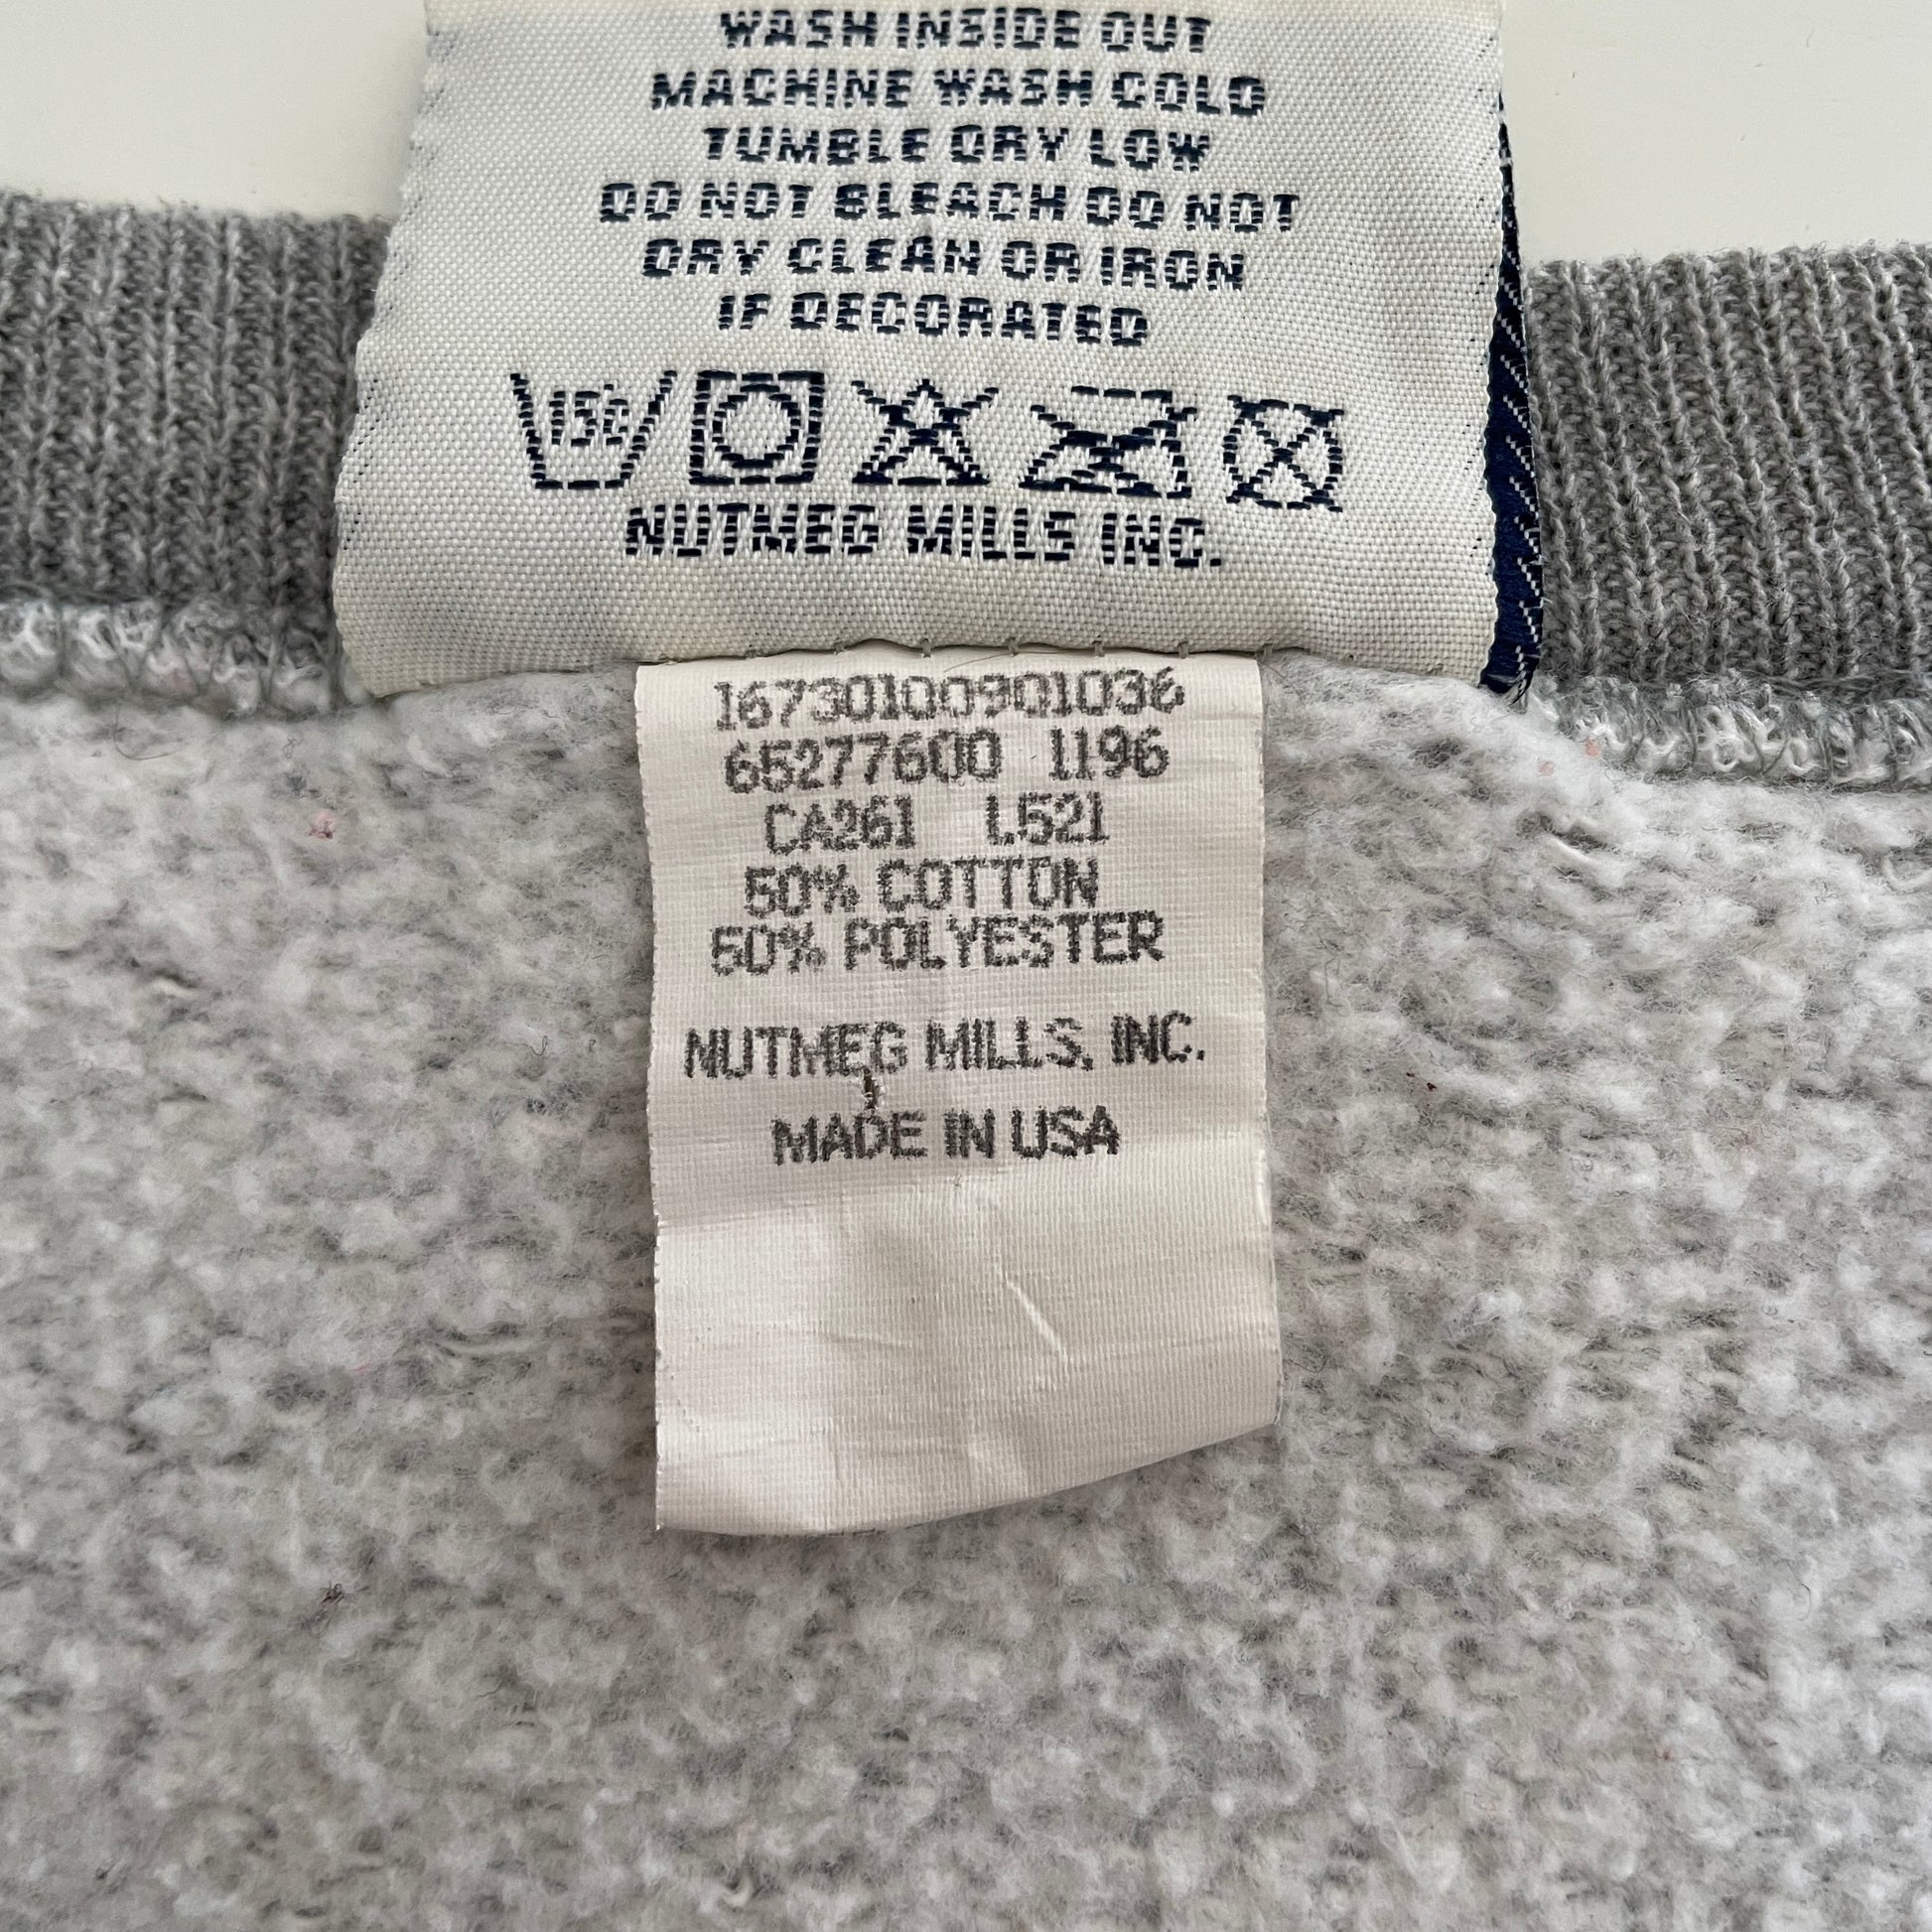 WASH INSIDE OUT
MACHINE WASH COLD
TUMBLE DRY LOW
DO NOT BLEACH DO NOT
DRY CLEAN OR IRON
IF DECORATED
NUTMEG MILLS INC.
16730100901036
65277600 1196
CA261 L521
50% COTTON
50% POLYESTER
NUTMEG MILLS, INC.
MADE IN USA